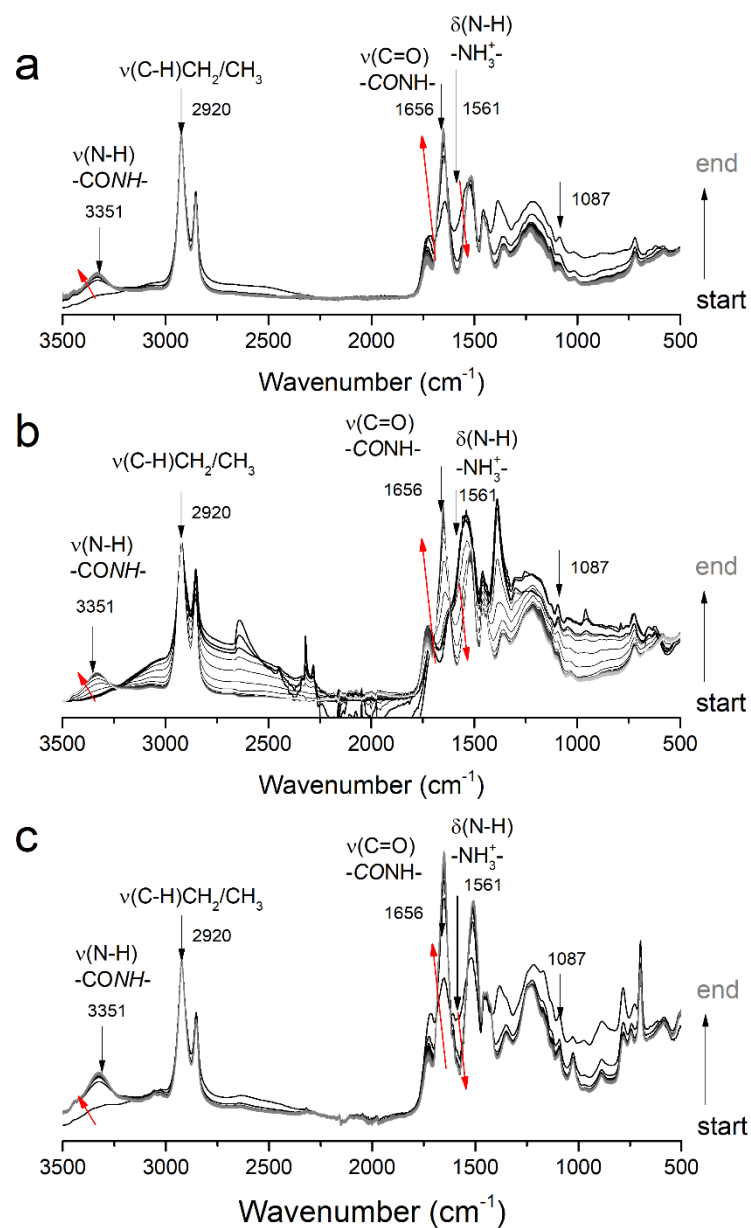 a
ν(C-H)CH₂/CH₃
2920
ν(N-H)
-CONH-
3351
ν(C=O)
-CONH-
1656
δ(N-H)
-NH₃⁺-
1561
1087
end
start
3500 3000 2500 2000 1500 1000 500
Wavenumber (cm⁻¹)
b
ν(C-H)CH₂/CH₃
2920
ν(N-H)
-CONH-
3351
ν(C=O)
-CONH-
1656
δ(N-H)
-NH₃⁺-
1561
1087
end
start
3500 3000 2500 2000 1500 1000 500
Wavenumber (cm⁻¹)
c
ν(C-H)CH₂/CH₃
2920
ν(N-H)
-CONH-
3351
ν(C=O)
-CONH-
1656
δ(N-H)
-NH₃⁺-
1561
1087
end
start
3500 3000 2500 2000 1500 1000 500
Wavenumber (cm⁻¹)